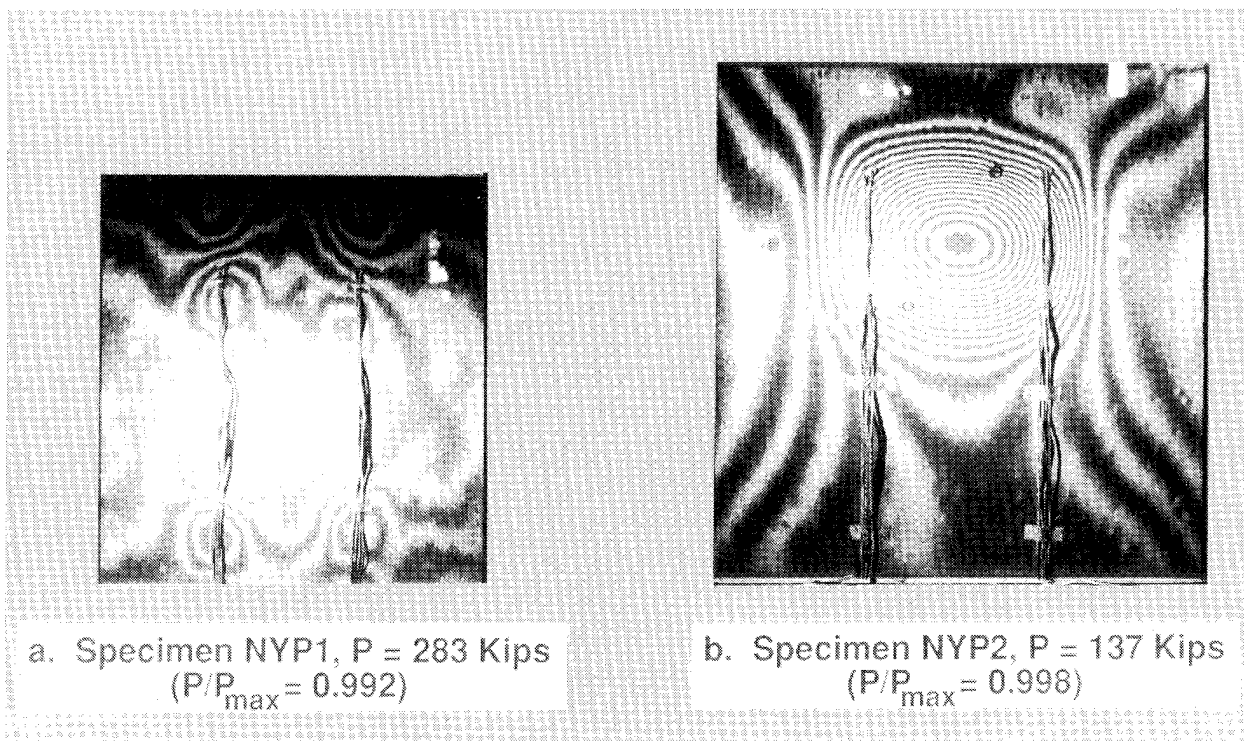 a. Specimen NYP1, P = 283 Kips
(P/Pmax = 0.992)
b. Specimen NYP2, P = 137 Kips
(P/Pmax = 0.998)